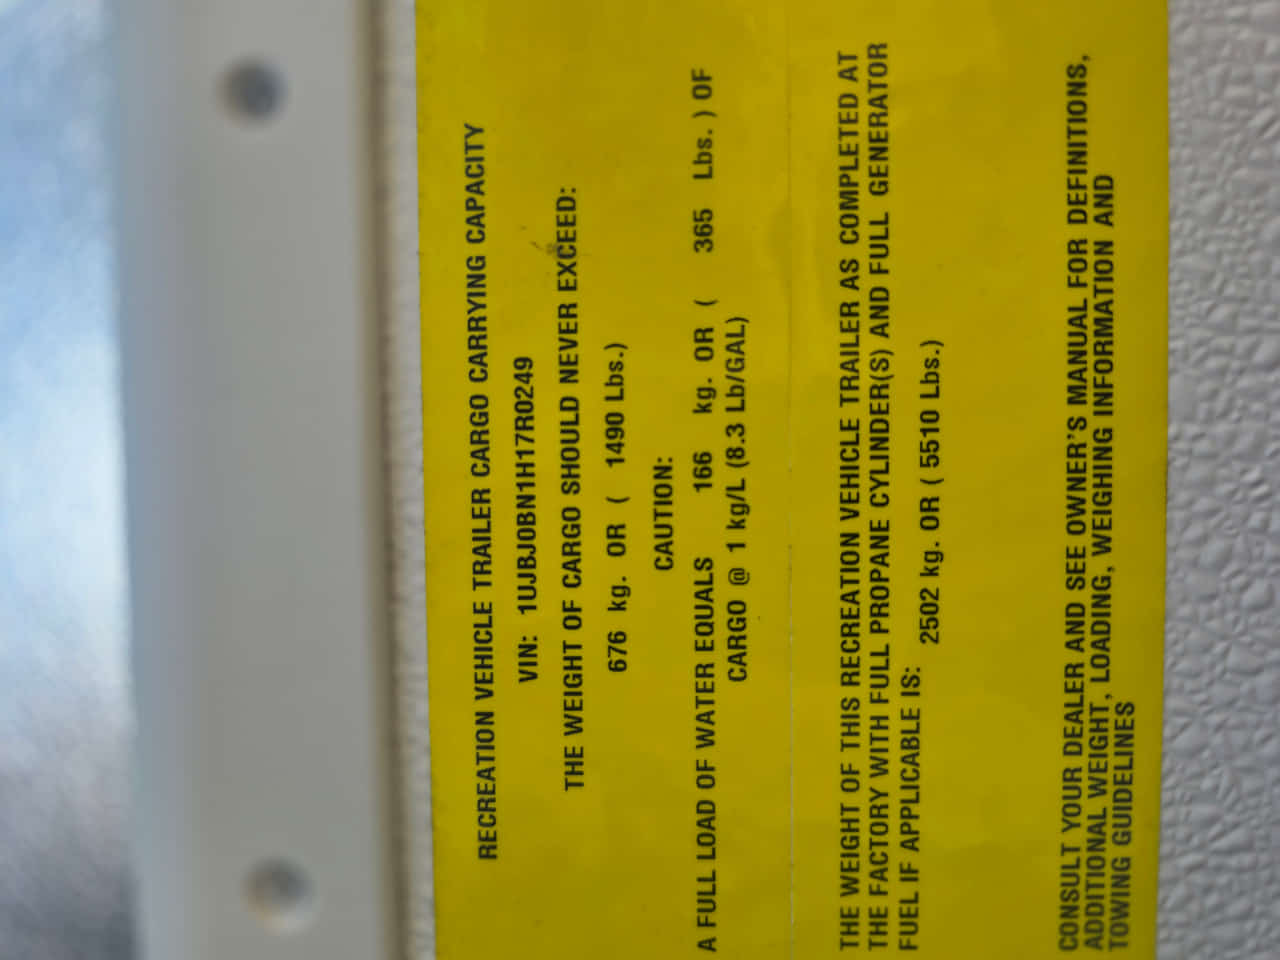 RECREATION VEHICLE TRAILER CARGO CARRYING CAPACITY
VIN: 1UJBJ0BN1H17R0249
THE WEIGHT OF CARGO SHOULD NEVER EXCEED:
676 kg. OR ( 1490 Lbs.)
CAUTION:
A FULL LOAD OF WATER EQUALS 166 kg. OR ( 365 Lbs. ) OF
CARGO @ 1 kg/L (8.3 Lb/GAL)
THE WEIGHT OF THIS RECREATION VEHICLE TRAILER AS COMPLETED AT
THE FACTORY WITH FULL PROPANE CYLINDER(S) AND FULL GENERATOR
FUEL IF APPLICABLE IS: 2502 kg. OR ( 5510 Lbs.)
CONSULT YOUR DEALER AND SEE OWNER'S MANUAL FOR DEFINITIONS,
ADDITIONAL WEIGHT, LOADING, WEIGHING INFORMATION AND
TOWING GUIDELINES